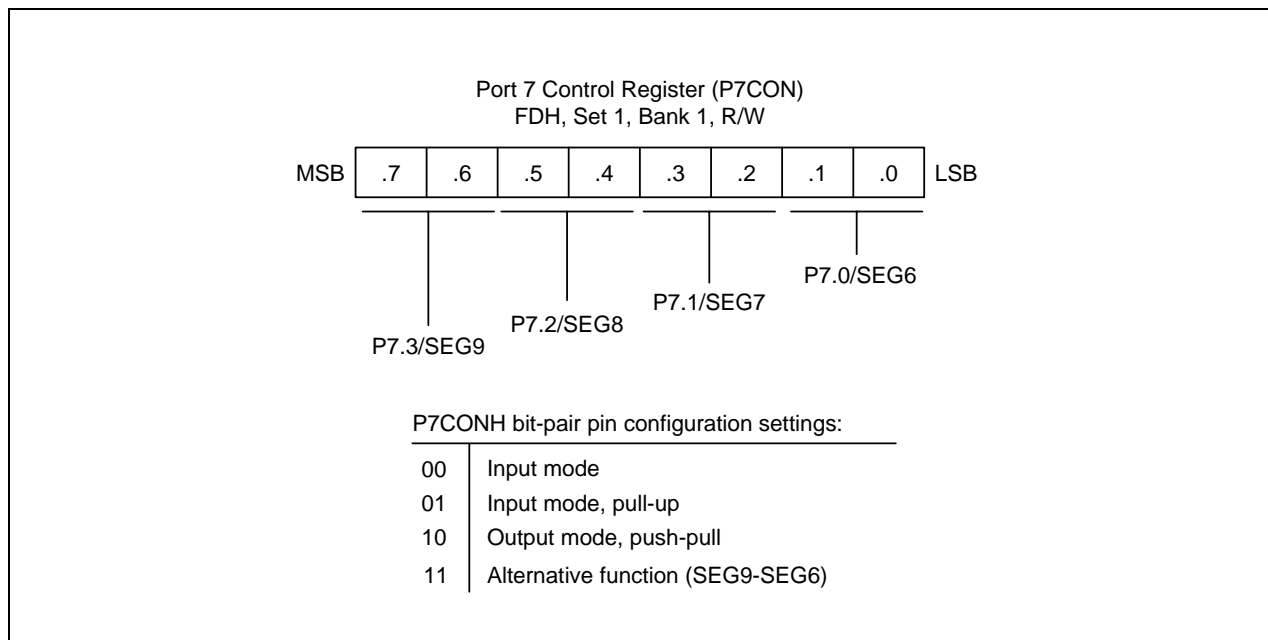 Port 7 Control Register (P7CON)
FDH, Set 1, Bank 1, R/W
MSB .7 .6 .5 .4 .3 .2 .1 .0 LSB
P7.0/SEG6
P7.1/SEG7
P7.2/SEG8
P7.3/SEG9
P7CONH bit-pair pin configuration settings:
00 Input mode
01 Input mode, pull-up
10 Output mode, push-pull
11 Alternative function (SEG9-SEG6)